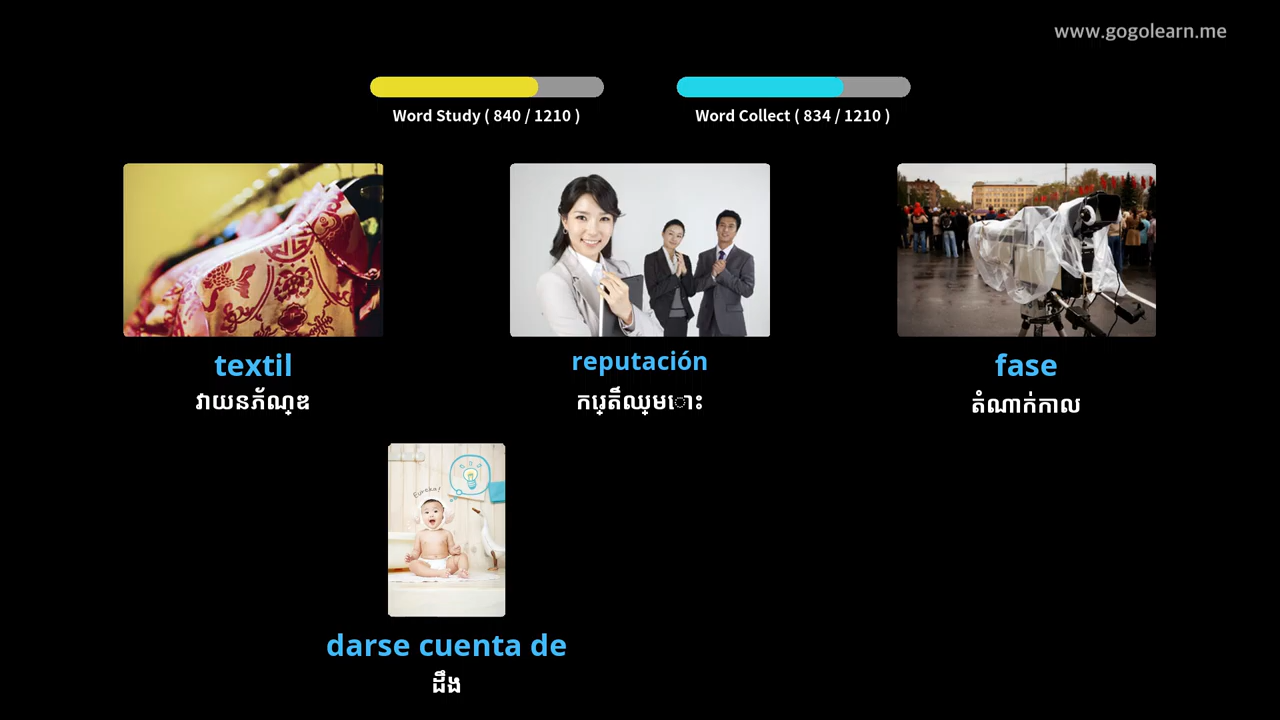 www.gogolearn.me
Word Study ( 840 / 1210 )
Word Collect ( 834 / 1210 )
textil
reputación
fase
វាយនភ័ណ្ឌ
ករ្តេិ៍ឈ្មោះ
តំណាក់កាល
Eureka!
darse cuenta de
ដឹង